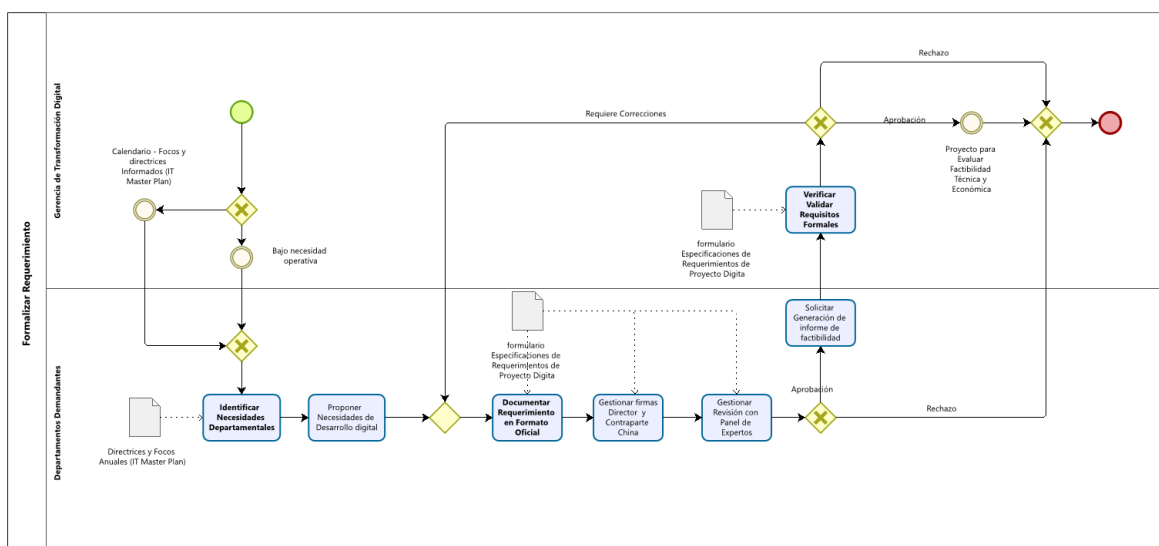 Formalizar Requerimiento
Gerencia de Transformación Digital
Rechazo
Requiere Correcciones
Aprobación
Proyecto para
Evaluar
Factibilidad
Técnica y
Económica
Calendario - Focos y
directrices
Informados (IT
Master Plan)
Verificar
Validar
Requisitos
Formales
formulario
Especificaciones de
Requerimientos de
Proyecto Digita
Bajo necesidad
operativa
Departamentos Demandantes
Solicitar
Generación de
informe de
factibilidad
formulario
Especificaciones de
Requerimientos de
Proyecto Digita
Aprobación
Identificar
Necesidades
Departamentales
Proponer
Necesidades de
Desarrollo digital
Documentar
Requerimiento
en Formato
Oficial
Gestionar firmas
Director y
Contraparte
China
Gestionar
Revisión con
Panel de
Expertos
Rechazo
Directrices y Focos
Anuales (IT Master Plan)